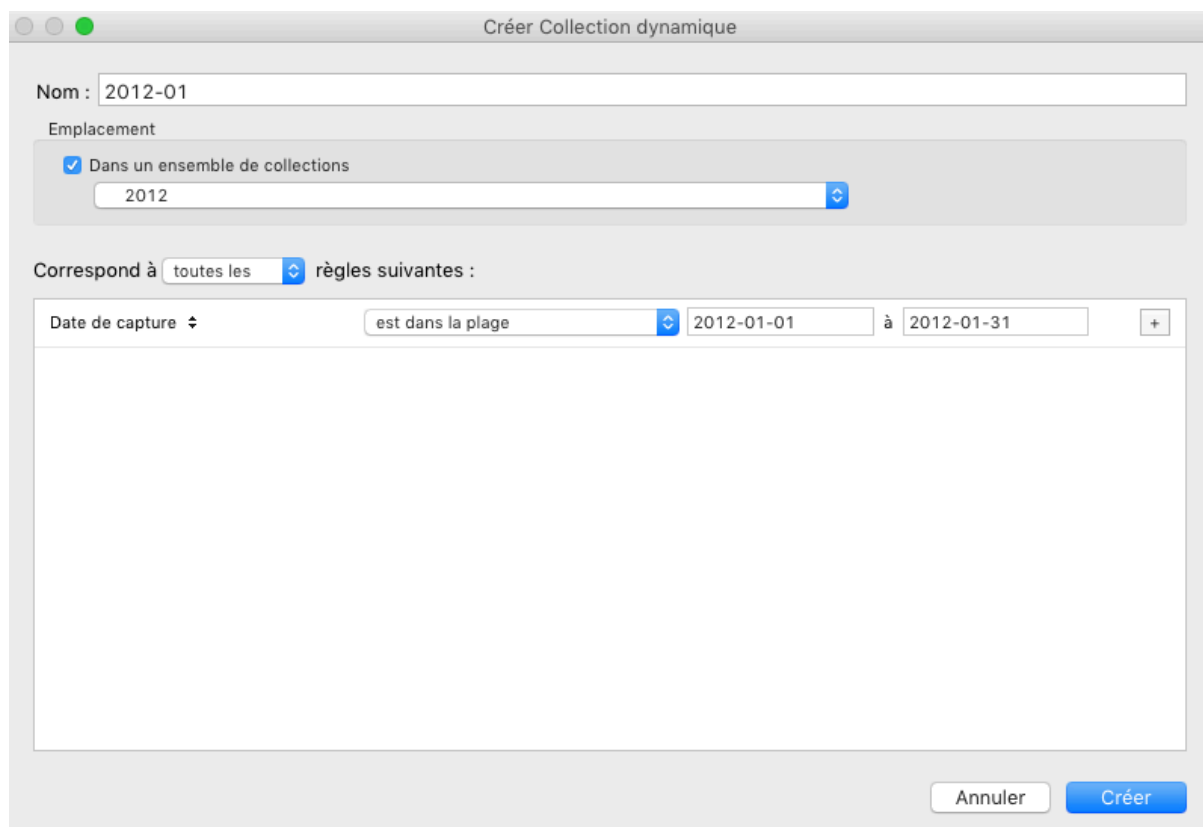 Créer Collection dynamique
Nom : 2012-01
Emplacement
Dans un ensemble de collections
2012
Correspond à toutes les règles suivantes :
Date de capture est dans la plage 2012-01-01 à 2012-01-31 +
Annuler Créer